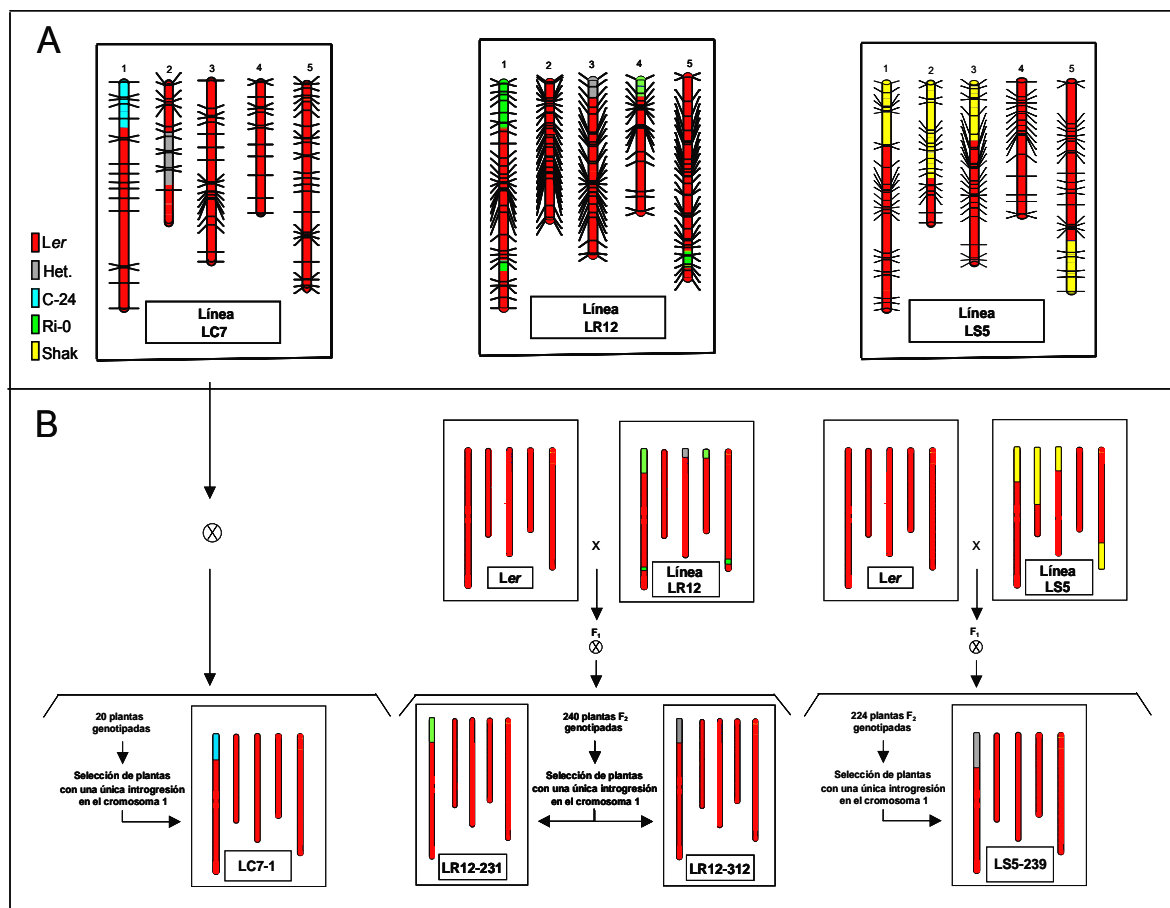 A
1 2 3 4 5
Ler
Het.
C-24
Ri-0
Shak
Línea
LC7
1 2 3 4 5
Línea
LR12
1 2 3 4 5
Línea
LS5
B
Ler
X
Línea
LR12
F1
Ler
X
Línea
LS5
F1
20 plantas
genotipadas
Selección de plantas
con una única introgresión
en el cromosoma 1
LC7-1
LR12-231
240 plantas F2
genotipadas
Selección de plantas
con una única introgresión
en el cromosoma 1
LR12-312
224 plantas F2
genotipadas
Selección de plantas
con una única introgresión
en el cromosoma 1
LS5-239